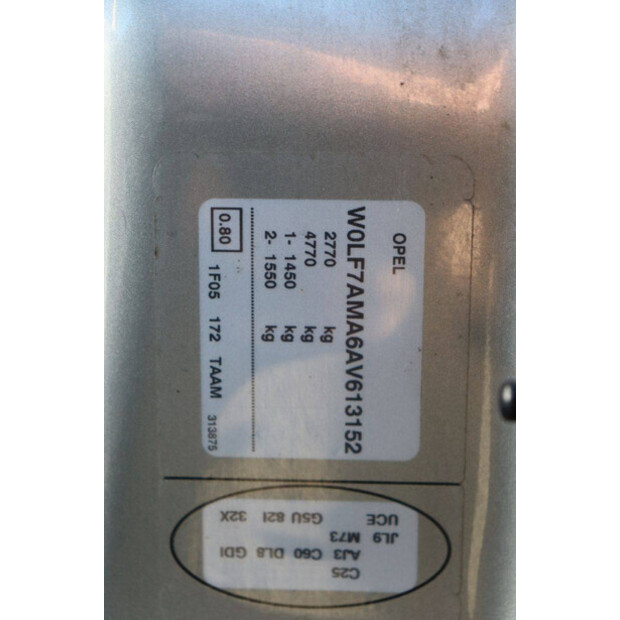 OPEL
W0LF7AMA6AV613152
2770 kg
4770 kg
1- 1450 kg
2- 1550 kg
0.80 1F05 172 TAAM 313875
C25
AJ3 C60 DL8 GDI
JL9 M73
UCE G5U 82I 32X